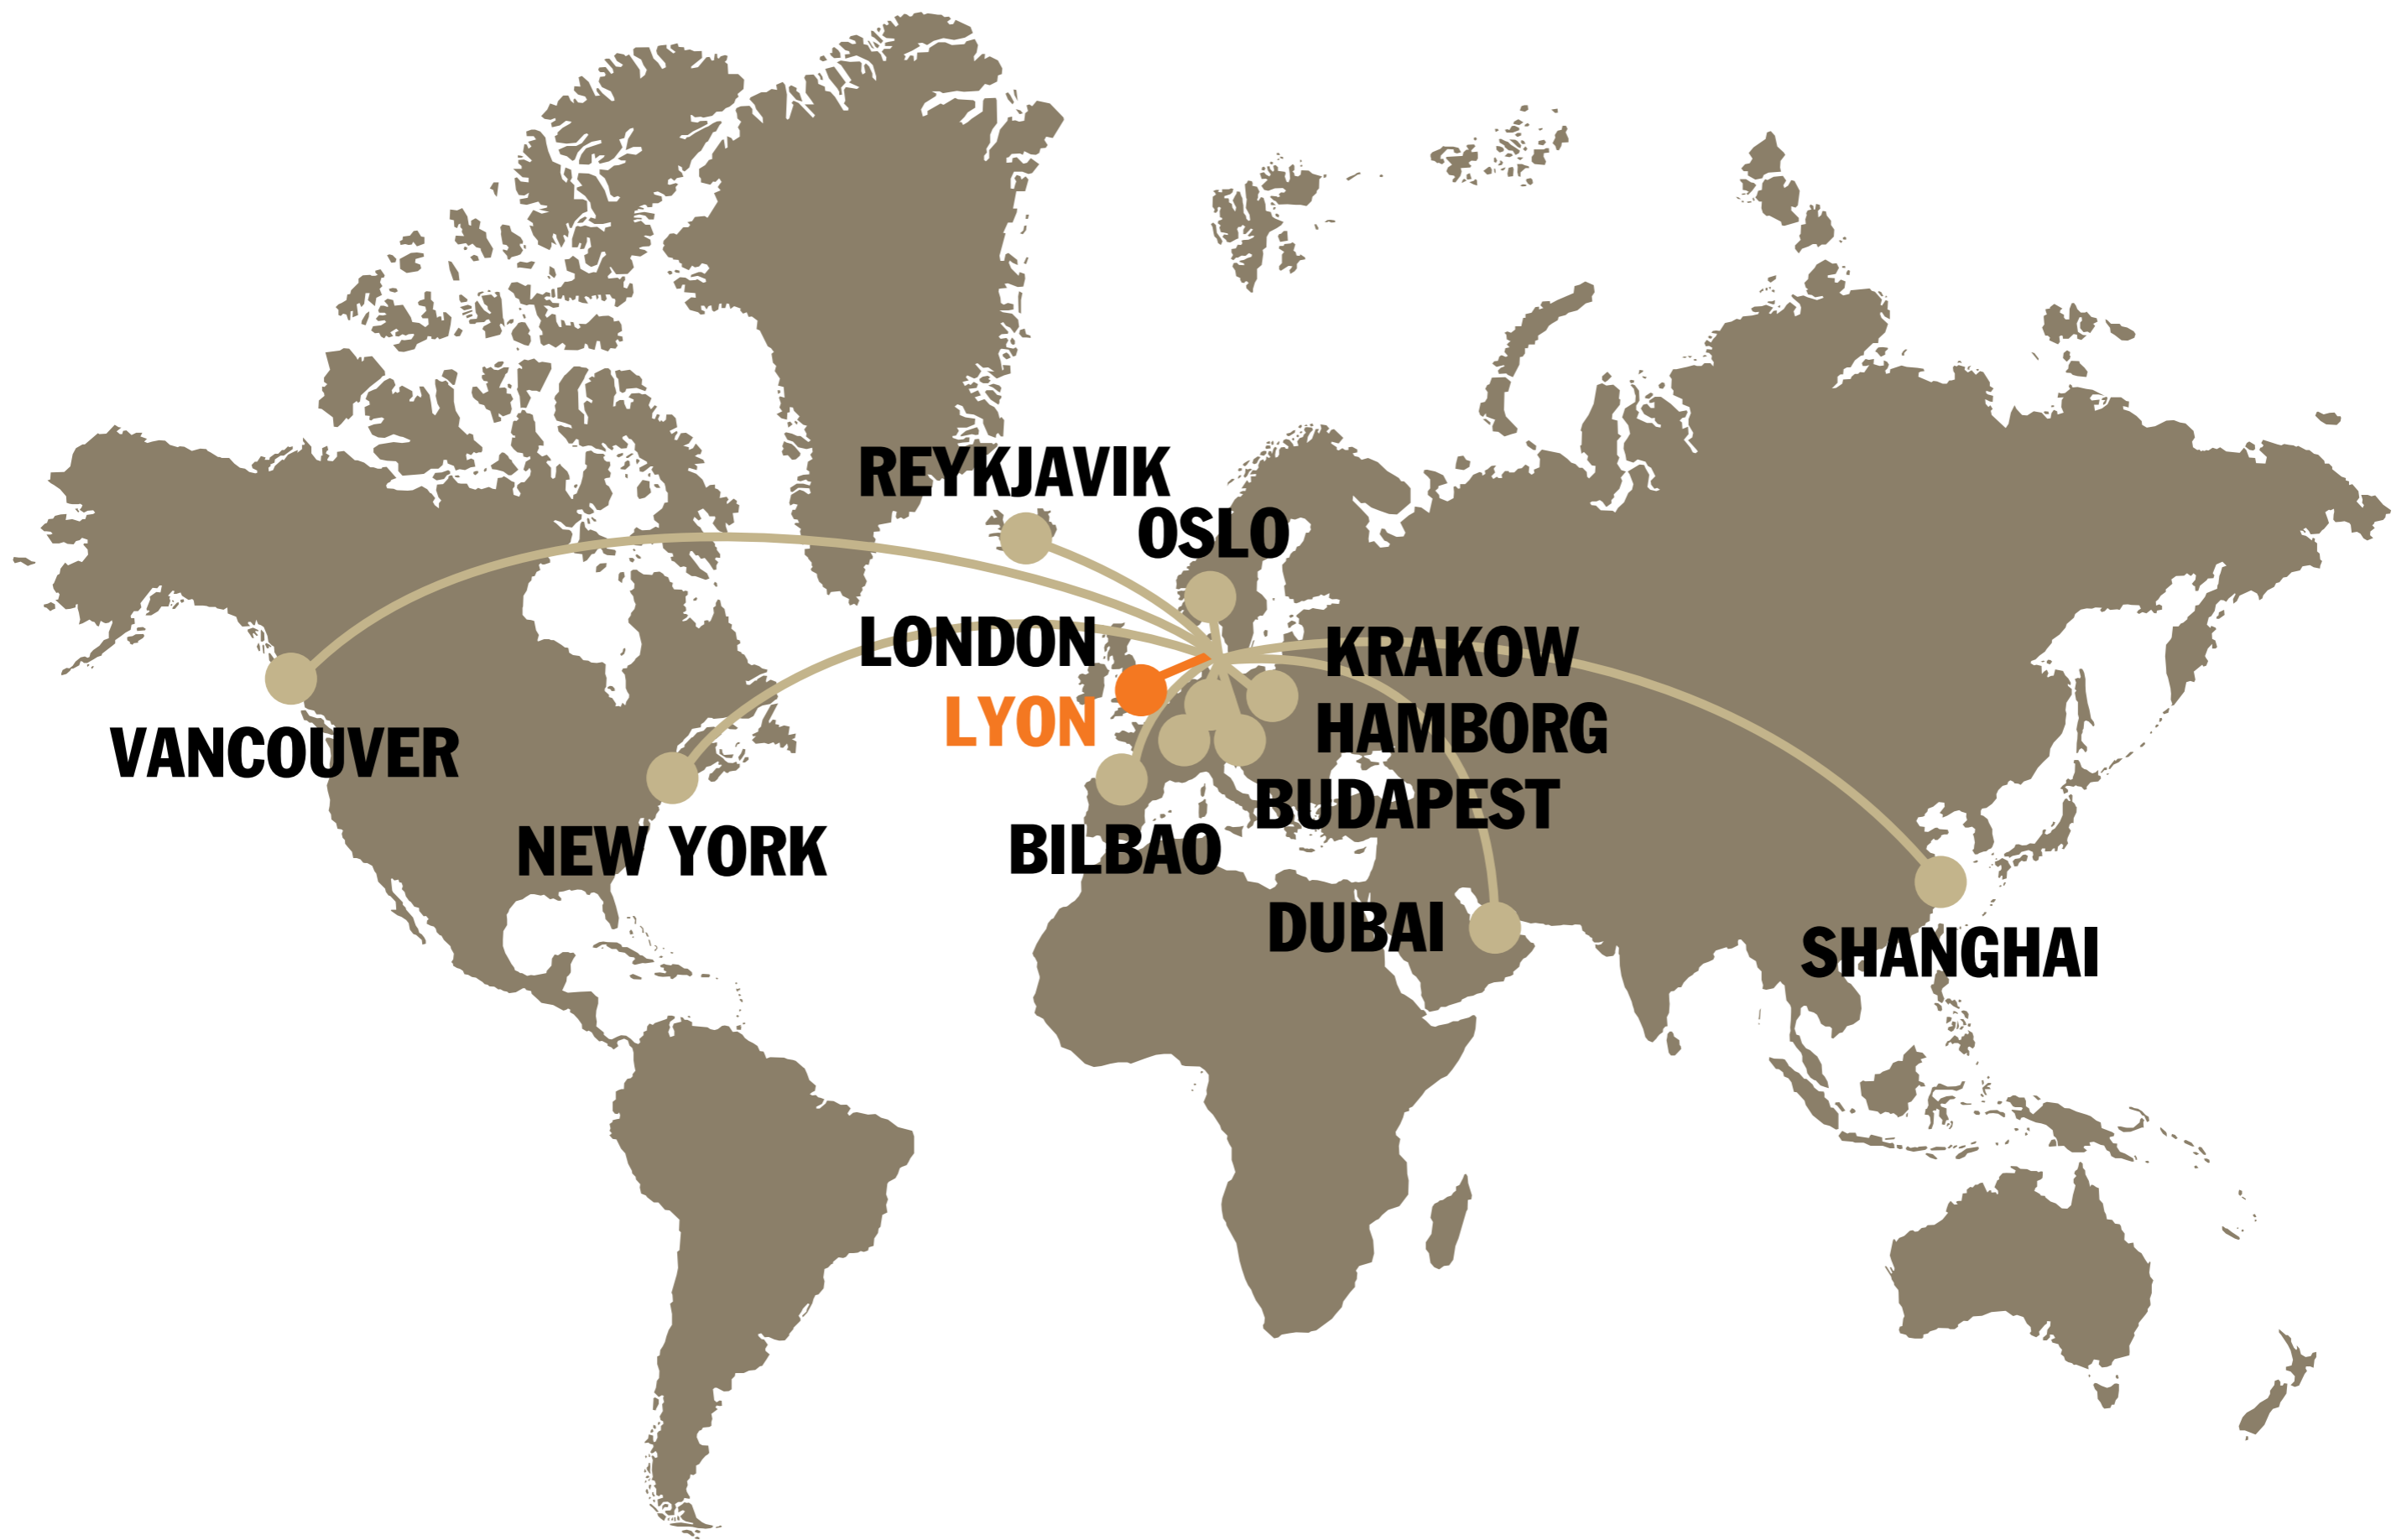 REYKJAVIK
OSLO
LONDON
KRAKOW
LYON
HAMBORG
VANCOUVER
BUDAPEST
NEW YORK
BILBAO
DUBAI
SHANGHAI